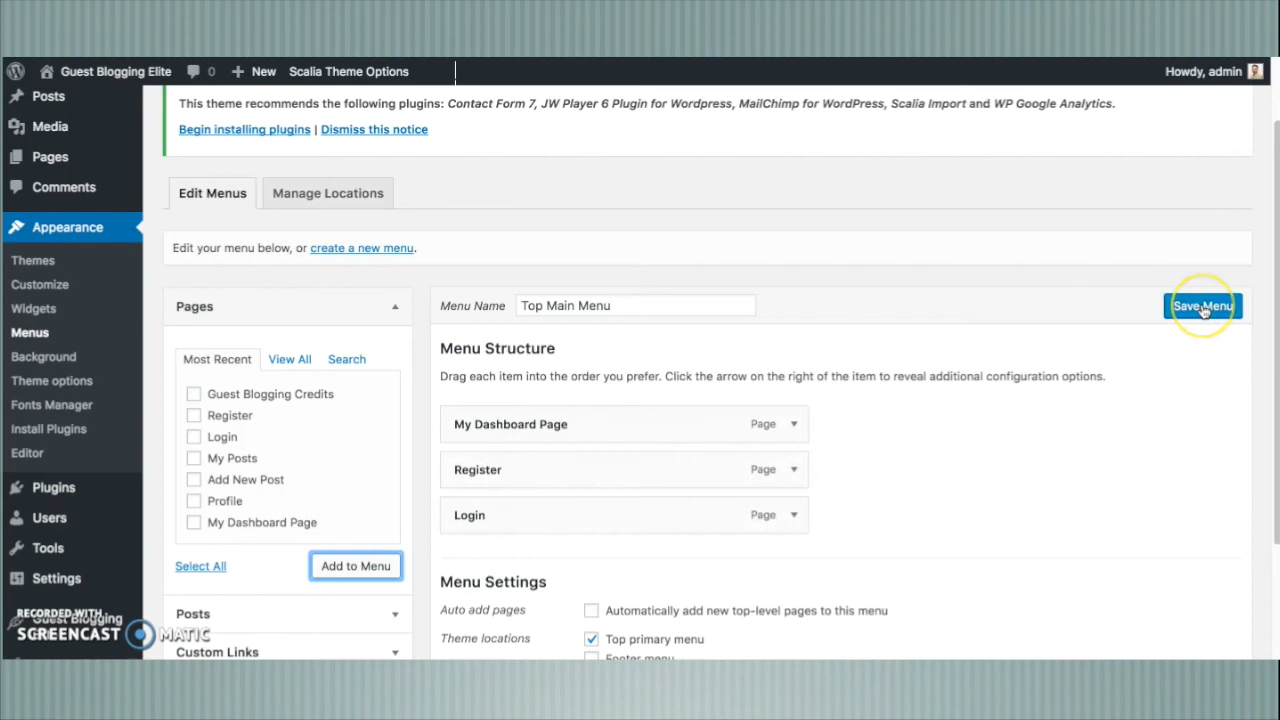 Guest Blogging Elite 0 New Scalia Theme Options Howdy, admin
Posts
Media
Pages
Comments
Appearance
Themes
Customize
Widgets
Menus
Background
Theme options
Fonts Manager
Install Plugins
Editor
Plugins
Users
Tools
Settings
Guest Blogging
RECORDED WITH
SCREENCAST MATIC
This theme recommends the following plugins: Contact Form 7, JW Player 6 Plugin for Wordpress, MailChimp for WordPress, Scalia Import and WP Google Analytics.
Begin installing plugins | Dismiss this notice
Edit Menus Manage Locations
Edit your menu below, or create a new menu.
Pages
Most Recent View All Search
Guest Blogging Credits
Register
Login
My Posts
Add New Post
Profile
My Dashboard Page
Select All Add to Menu
Posts
Custom Links
Menu Name Top Main Menu Save Menu
Menu Structure
Drag each item into the order you prefer. Click the arrow on the right of the item to reveal additional configuration options.
My Dashboard Page Page
Register Page
Login Page
Menu Settings
Auto add pages Automatically add new top-level pages to this menu
Theme locations Top primary menu
Footer menu